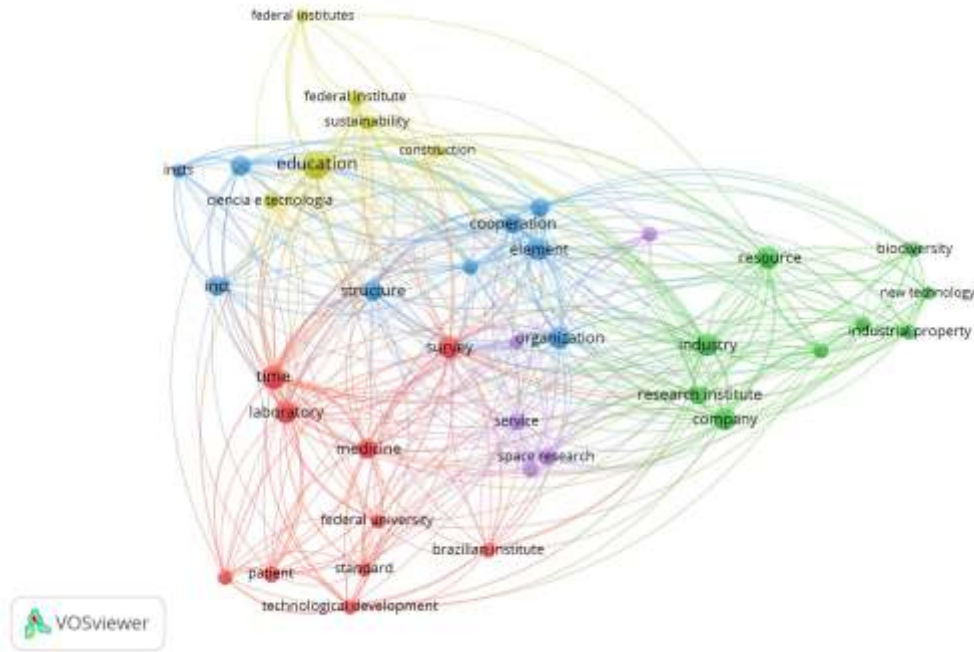 federal institutes
federal institute
sustainability
construction
education
incts
ciencia e tecnologia
cooperation
element
resource
biodiversity
new technology
inct
structure
industrial property
organization
industry
survey
time
research institute
laboratory
company
service
medicine
space research
federal university
brazilian institute
patient
standard
technological development
VOSviewer